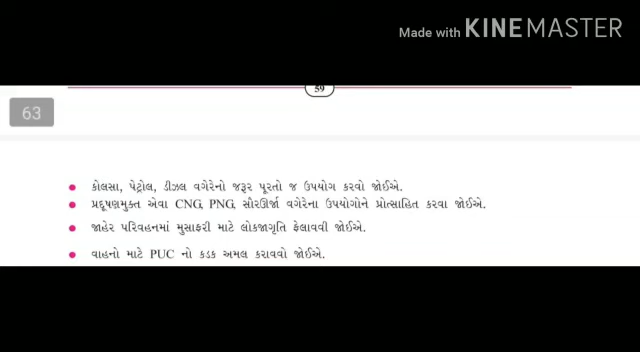 Made with KINEMASTER
59
63
કોલસા, પેટ્રોલ, ડીઝલ વગેરેનો જરૂર પૂરતો જ ઉપયોગ કરવો જોઈએ.
પ્રદૂષણમુક્ત એવા CNG, PNG, સૌરઊર્જા વગેરેના ઉપયોગોને પ્રોત્સાહિત કરવા જોઈએ.
જાહેર પરિવહનમાં મુસાફરી માટે લોકજાગૃતિ ફેલાવવી જોઈએ.
વાહનો માટે PUC નો કડક અમલ કરાવવો જોઈએ.